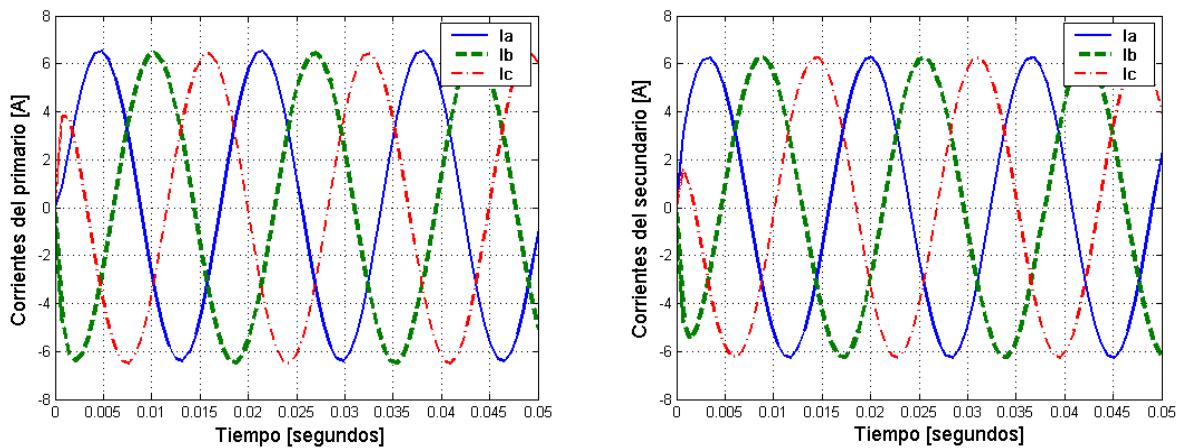 Corrientes del primario [A]
8
6
4
2
0
-2
-4
-6
-8
Ia
Ib
Ic
0 0.005 0.01 0.015 0.02 0.025 0.03 0.035 0.04 0.045 0.05
Tiempo [segundos]
Corrientes del secundario [A]
8
6
4
2
0
-2
-4
-6
-8
Ia
Ib
Ic
0 0.005 0.01 0.015 0.02 0.025 0.03 0.035 0.04 0.045 0.05
Tiempo [segundos]